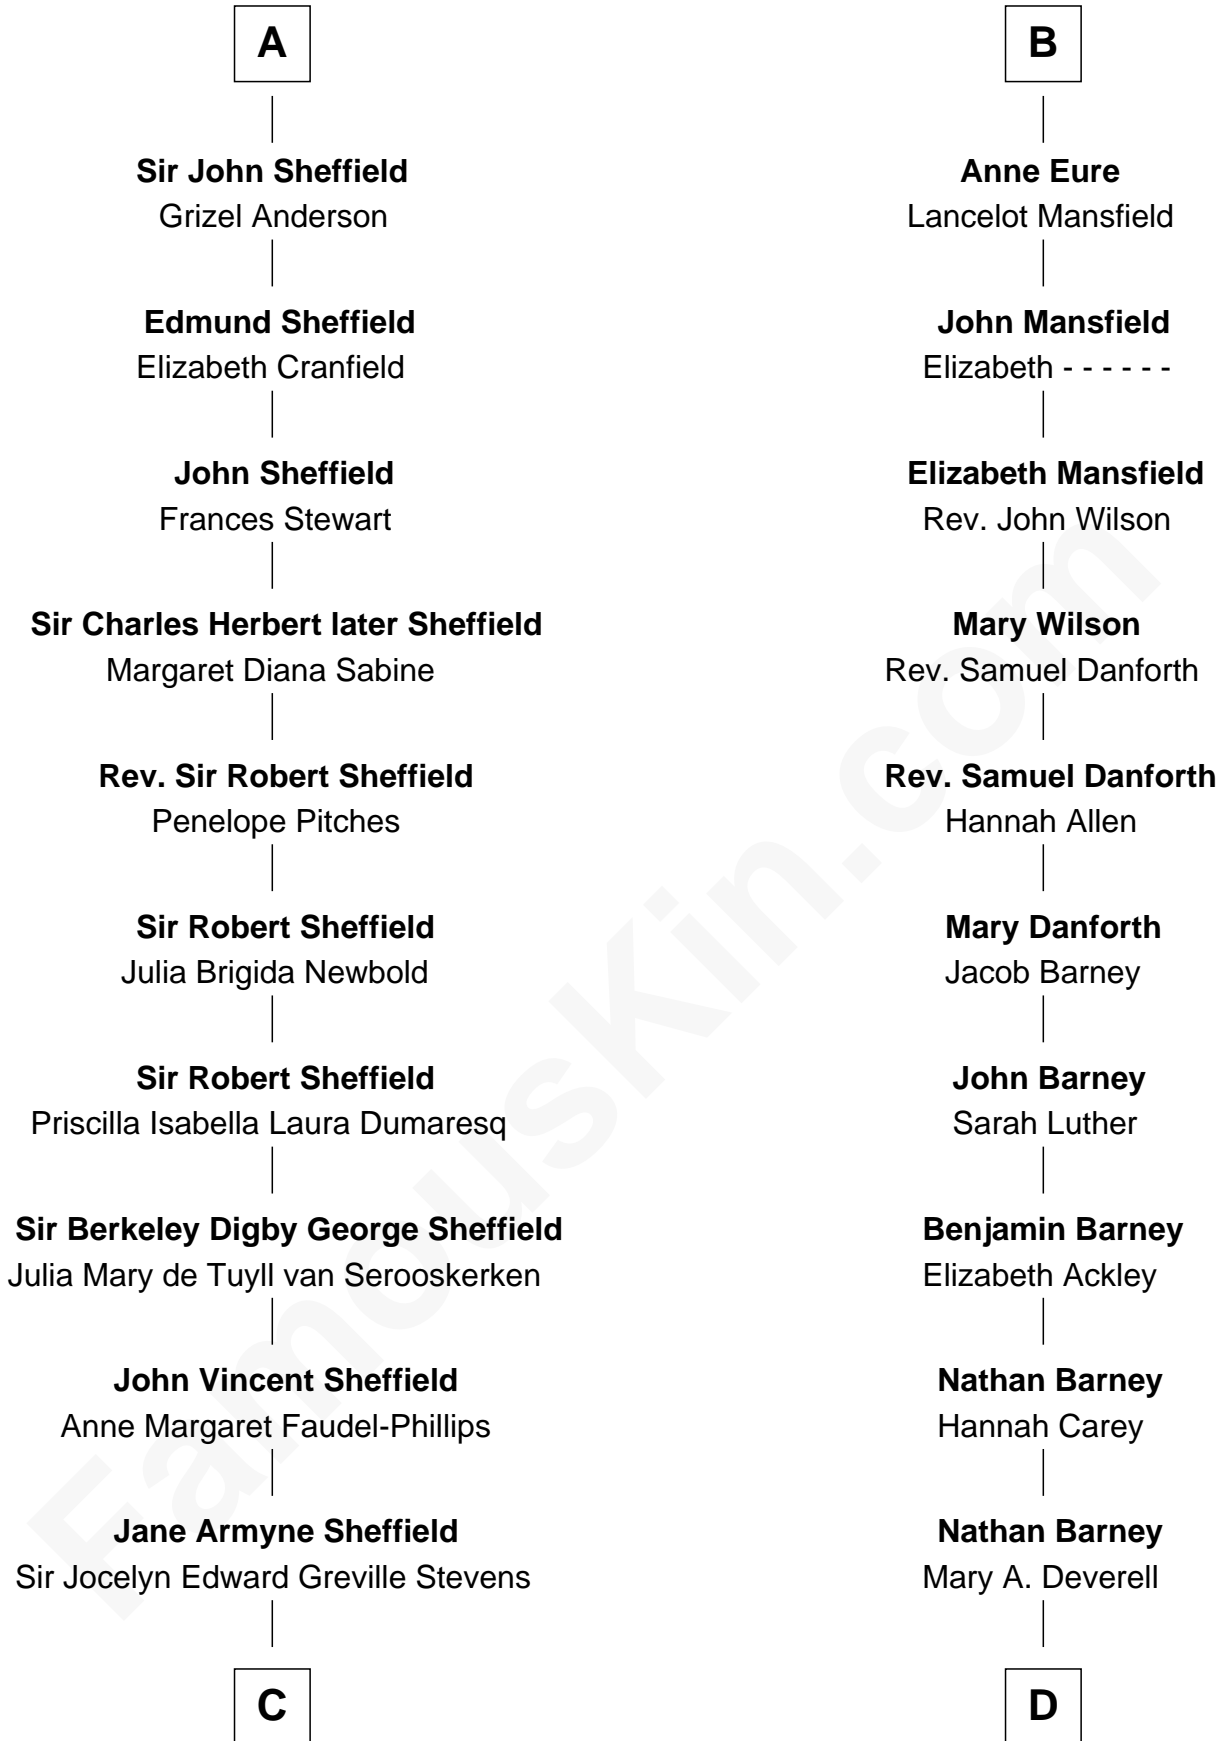 A
Sir John Sheffield
Grizel Anderson
Edmund Sheffield
Elizabeth Cranfield
John Sheffield
Frances Stewart
Sir Charles Herbert later Sheffield
Margaret Diana Sabine
Rev. Sir Robert Sheffield
Penelope Pitches
Sir Robert Sheffield
Julia Brigida Newbold
Sir Robert Sheffield
Priscilla Isabella Laura Dumaresq
Sir Berkeley Digby George Sheffield
Julia Mary de Tuyll van Serooskerken
John Vincent Sheffield
Anne Margaret Faudel-Phillips
Jane Armyne Sheffield
Sir Jocelyn Edward Greville Stevens
C
B
Anne Eure
Lancelot Mansfield
John Mansfield
Elizabeth - - - - - -
Elizabeth Mansfield
Rev. John Wilson
Mary Wilson
Rev. Samuel Danforth
Rev. Samuel Danforth
Hannah Allen
Mary Danforth
Jacob Barney
John Barney
Sarah Luther
Benjamin Barney
Elizabeth Ackley
Nathan Barney
Hannah Carey
Nathan Barney
Mary A. Deverell
D
FamousKin.com